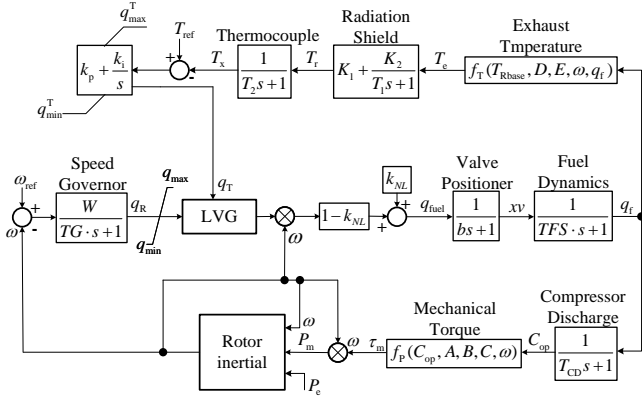 q_max^T
T_ref
k_p + k_i/s
q_min^T
+
-
T_x
Thermocouple
1/(T_2 s+1)
T_r
Radiation
Shield
K_1 + K_2/(T_1 s+1)
T_e
Exhaust
Tmperature
f_T(T_Rbase, D, E, ω, q_f)
ω_ref
+
-
ω
Speed
Governor
W/(TG·s+1)
q_R
q_max
q_min
q_T
LVG
ω
1-k_NL
k_NL
+
+
q_fuel
Valve
Positioner
1/(bs+1)
xv
Fuel
Dynamics
1/(TFS·s+1)
q_f
Rotor
inertial
ω
P_m
P_e
ω
τ_m
Mechanical
Torque
f_P(C_op, A, B, C, ω)
C_op
Compressor
Discharge
1/(T_CD s+1)